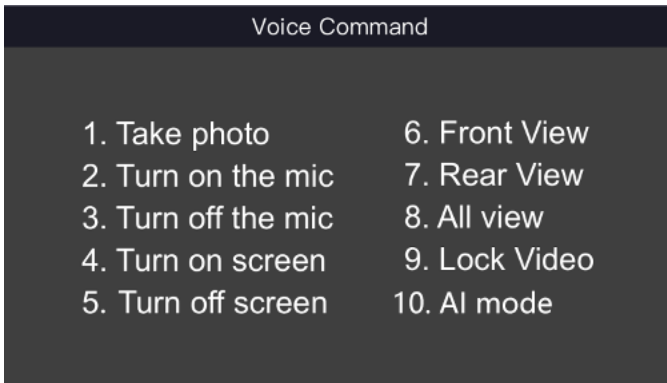 Voice Command
1. Take photo
2. Turn on the mic
3. Turn off the mic
4. Turn on screen
5. Turn off screen
6. Front View
7. Rear View
8. All view
9. Lock Video
10. AI mode